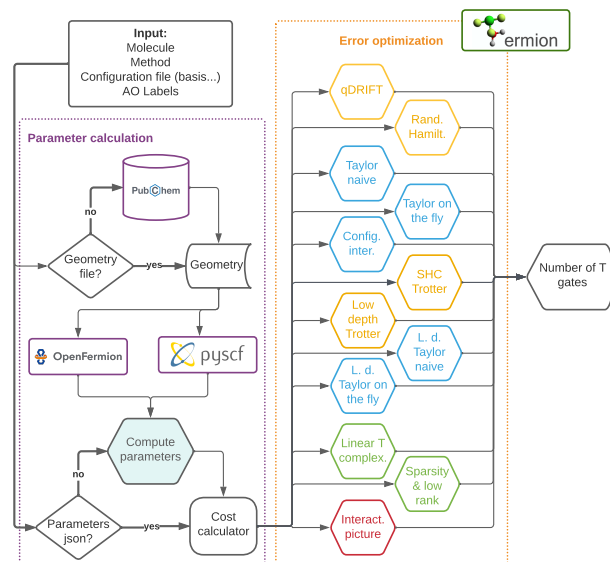 Input:
Molecule
Method
Configuration file (basis...)
AO Labels
Error optimization
ermion
Parameter calculation
PubChem
no
Geometry
file?
yes
Geometry
OpenFermion
pyscf
Compute
parameters
no
Parameters
json?
yes
Cost
calculator
qDRIFT
Rand.
Hamilt.
Taylor
naive
Taylor on
the fly
Config.
inter.
SHC
Trotter
Low
depth
Trotter
L. d.
Taylor
naive
L. d.
Taylor on
the fly
Linear T
complex.
Sparsity
& low
rank
Interact.
picture
Number of T
gates